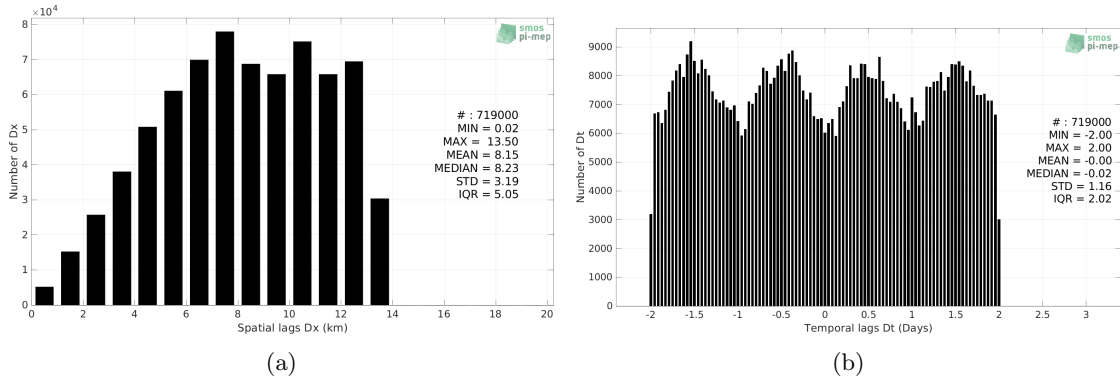 ×10⁴
8
7
6
5
4
3
2
1
0
Number of Dx
0 2 4 6 8 10 12 14 16 18 20
Spatial lags Dx (km)
smos
pi-mep
# : 719000
MIN = 0.02
MAX = 13.50
MEAN = 8.15
MEDIAN = 8.23
STD = 3.19
IQR = 5.05
(a)
9000
8000
7000
6000
5000
4000
3000
2000
1000
0
Number of Dt
-2 -1.5 -1 -0.5 0 0.5 1 1.5 2 2.5 3
Temporal lags Dt (Days)
smos
pi-mep
# : 719000
MIN = -2.00
MAX = 2.00
MEAN = -0.00
MEDIAN = -0.02
STD = 1.16
IQR = 2.02
(b)